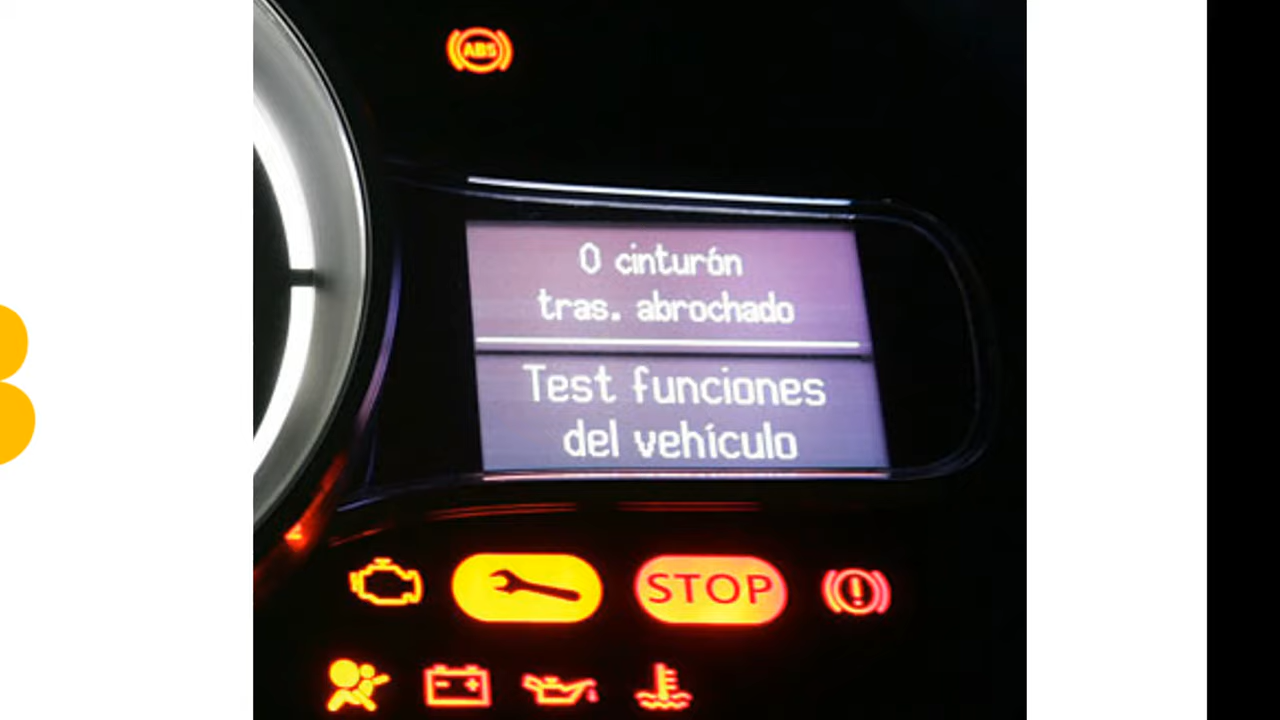 ABS
0 cinturón
tras. abrochado
Test funciones
del vehículo
STOP